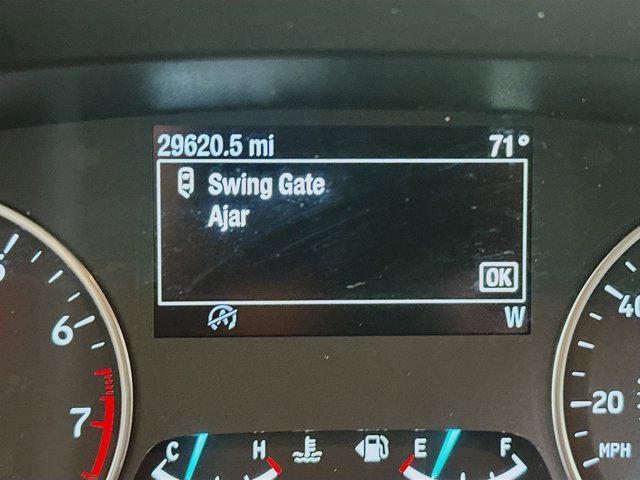 29620.5 mi 71°
Swing Gate
Ajar
OK
W
6
7
40
20
MPH
C H E F